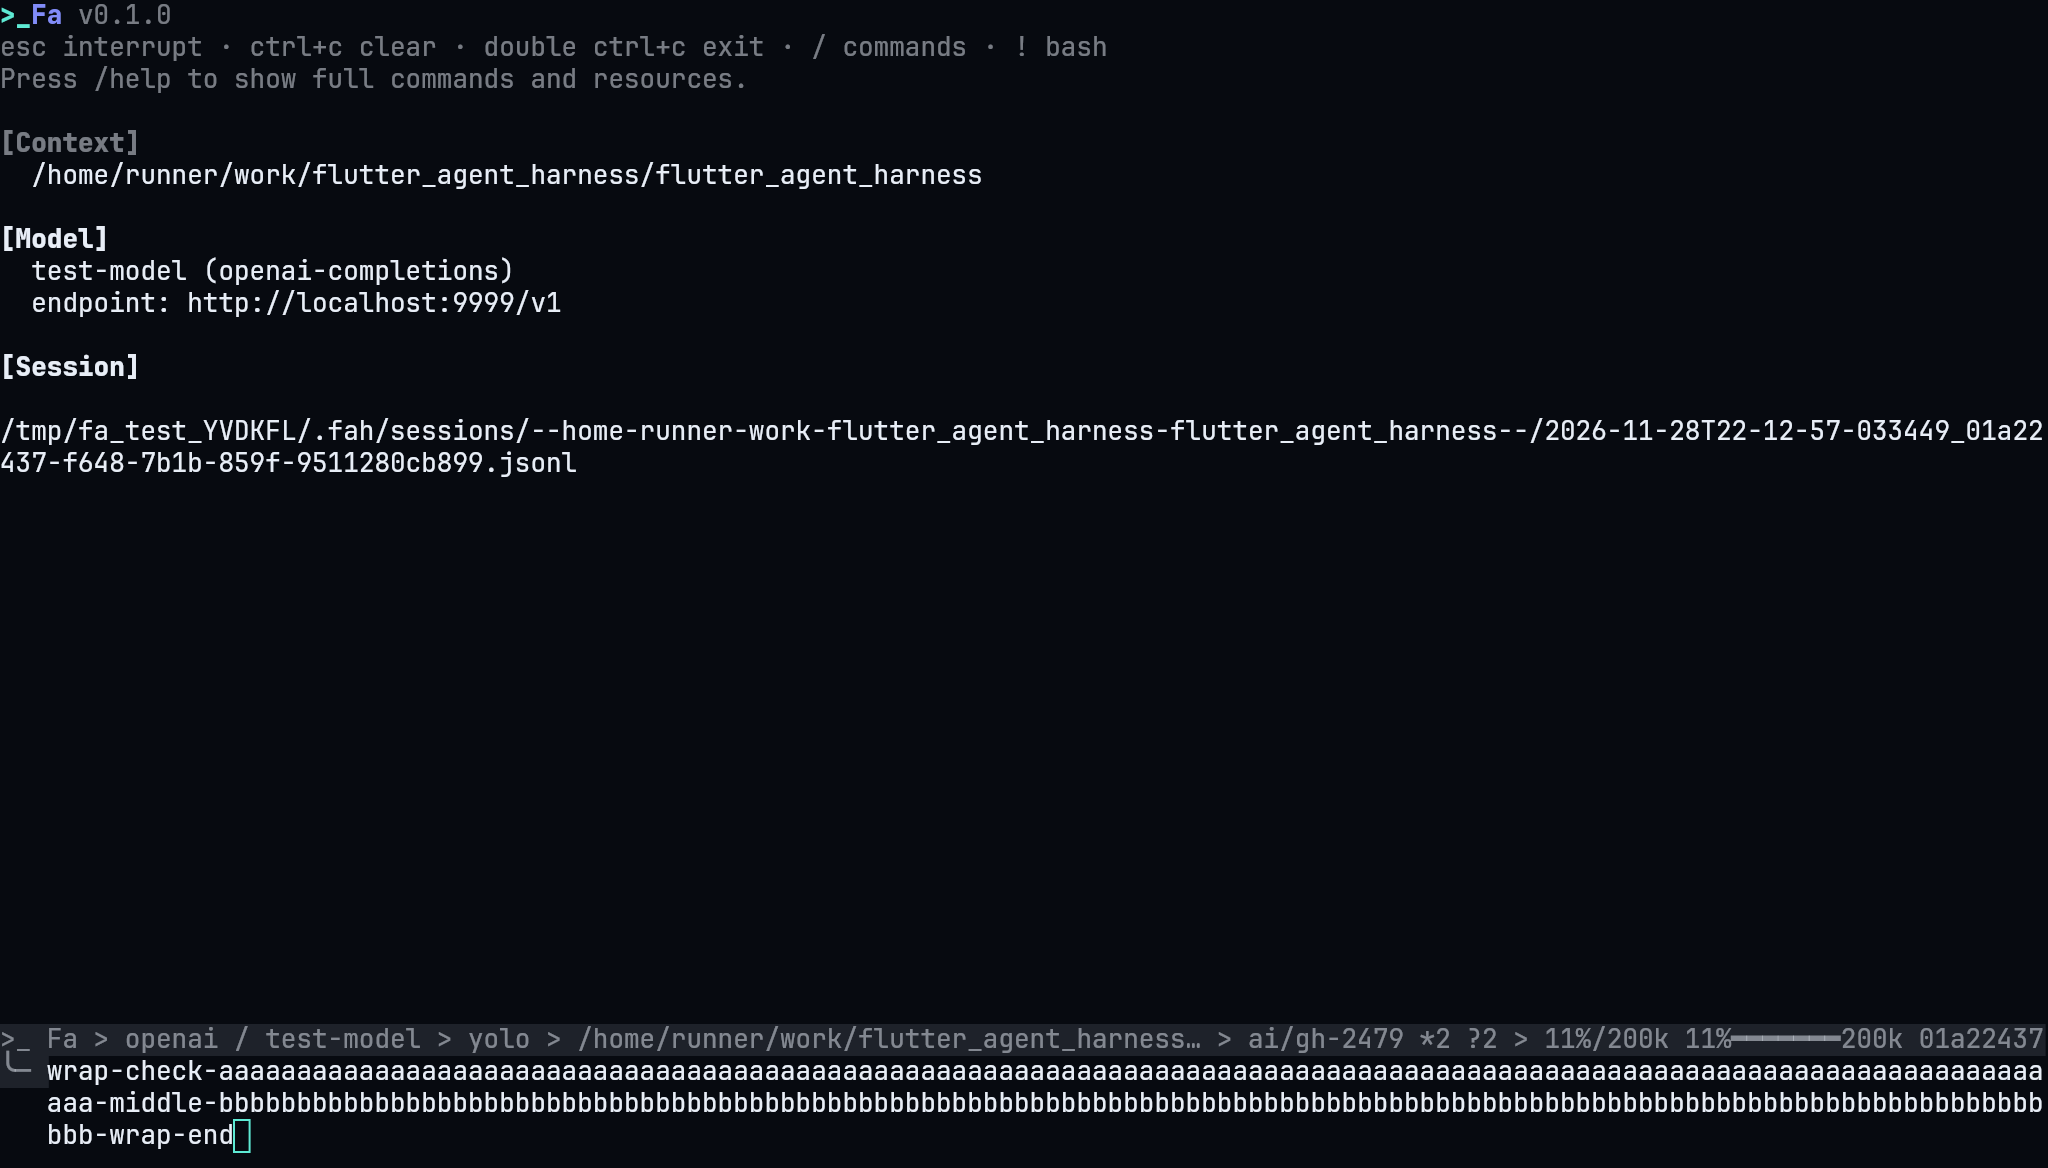 >_Fa v0.1.0
esc interrupt · ctrl+c clear · double ctrl+c exit · / commands · ! bash
Press /help to show full commands and resources.
[Context]
/home/runner/work/flutter_agent_harness/flutter_agent_harness
[Model]
test-model (openai-completions)
endpoint: http://localhost:9999/v1
[Session]
/tmp/fa_test_YVDKFL/.fah/sessions/--home-runner-work-flutter_agent_harness-flutter_agent_harness--/2026-11-28T22-12-57-033449_01a22
437-f648-7b1b-859f-9511280cb899.jsonl
>_ Fa > openai / test-model > yolo > /home/runner/work/flutter_agent_harness… > ai/gh-2479 *2 ?2 > 11%/200k 11%━━━━━━━200k 01a22437
╰─ wrap-check-aaaaaaaaaaaaaaaaaaaaaaaaaaaaaaaaaaaaaaaaaaaaaaaaaaaaaaaaaaaaaaaaaaaaaaaaaaaaaaaaaaaaaaaaaaaaaaaaaaaaaaaaaaaaaaaaaaaaa
aaa-middle-bbbbbbbbbbbbbbbbbbbbbbbbbbbbbbbbbbbbbbbbbbbbbbbbbbbbbbbbbbbbbbbbbbbbbbbbbbbbbbbbbbbbbbbbbbbbbbbbbbbbbbbbbbbbbbbbbbbbb
bbb-wrap-end